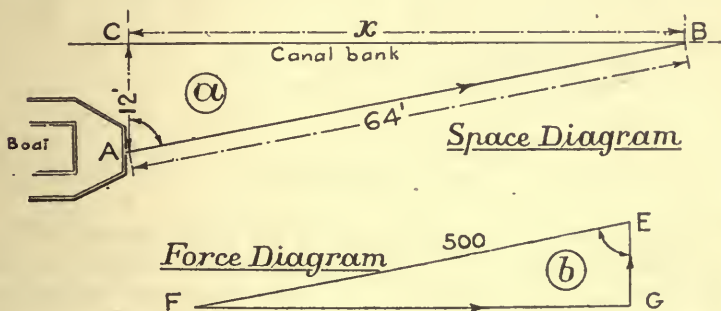 C x B
Canal bank
12'
a
64'
Boat
A
Space Diagram
E
500
Force Diagram
b
F G